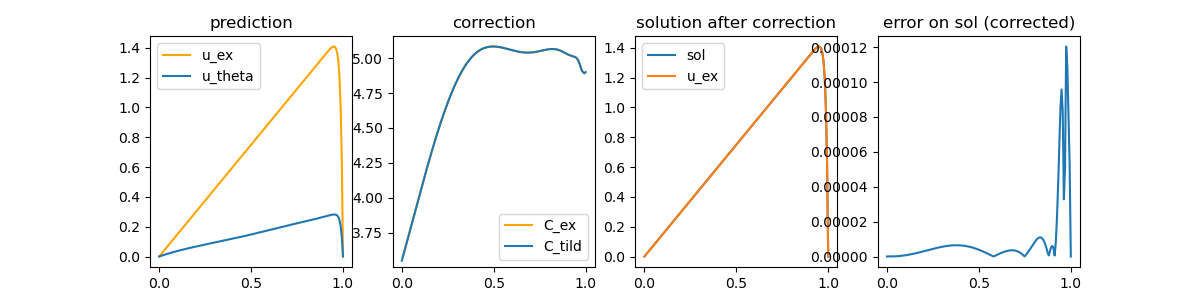 prediction
1.4
1.2
1.0
0.8
0.6
0.4
0.2
0.0
u_ex
u_theta
0.0 0.5 1.0
correction
5.00
4.75
4.50
4.25
4.00
3.75
C_ex
C_tild
0.0 0.5 1.0
solution after correction
1.4
1.2
1.0
0.8
0.6
0.4
0.2
0.0
sol
u_ex
0.0 0.5 1.0
error on sol (corrected)
0.00012
0.00010
0.00008
0.00006
0.00004
0.00002
0.00000
0.0 0.5 1.0